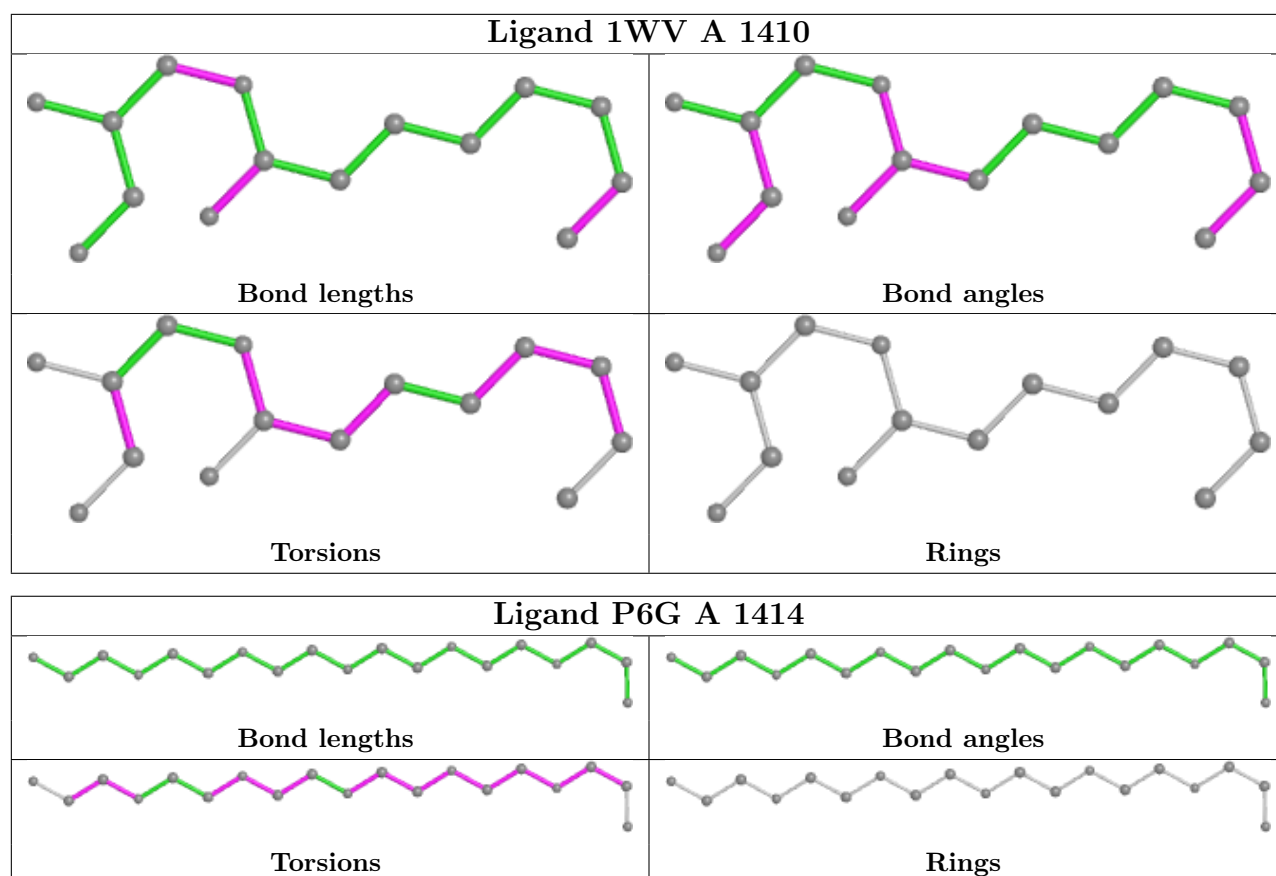 Ligand 1WV A 1410
Bond lengths
Bond angles
Torsions
Rings
Ligand P6G A 1414
Bond lengths
Bond angles
Torsions
Rings